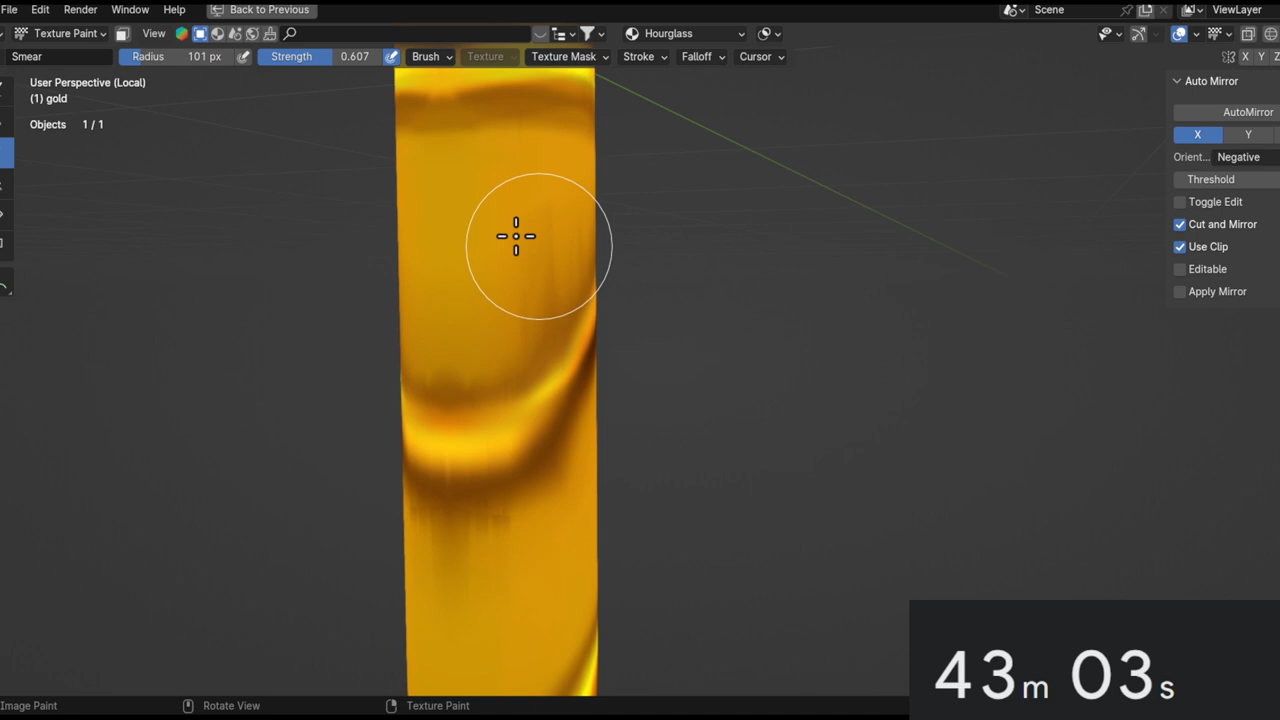 File Edit Render Window Help Back to Previous Scene ViewLayer
Texture Paint View Hourglass
Smear Radius 101 px Strength 0.607 Brush Texture Texture Mask Stroke Falloff Cursor X Y Z
User Perspective (Local)
(1) gold
Objects 1 / 1
Auto Mirror
AutoMirror
X Y
Orient... Negative
Threshold
Toggle Edit
Cut and Mirror
Use Clip
Editable
Apply Mirror
43m 03s
Image Paint Rotate View Texture Paint